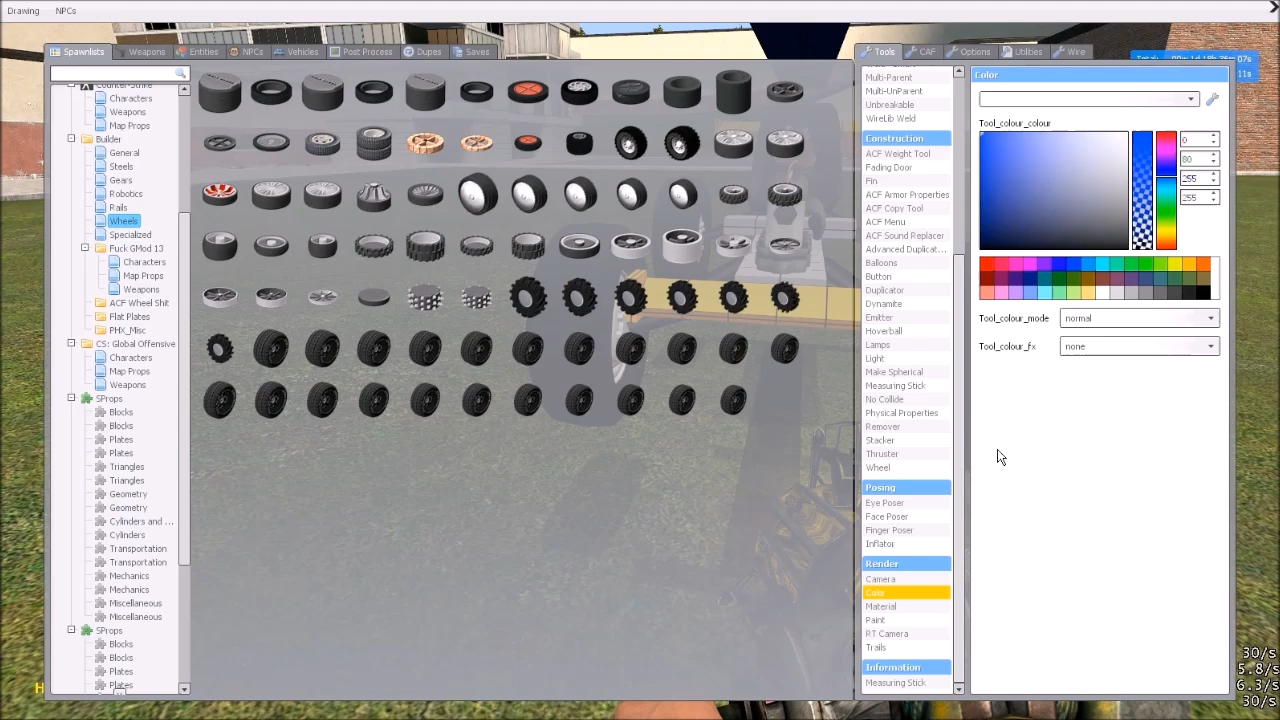 Drawing NPCs
Spawnlists Weapons Entities NPCs Vehicles Post Process Dupes Saves
Tools CAF Options Utilities Wire
Characters
Weapons
Map Props
Builder
General
Steels
Gears
Robotics
Rails
Wheels
Specialized
Fuck GMod 13
Characters
Map Props
Weapons
ACF Wheel Shit
Flat Plates
PHX_Misc
CS: Global Offensive
Characters
Map Props
Weapons
SProps
Blocks
Blocks
Plates
Plates
Triangles
Triangles
Geometry
Geometry
Cylinders and ...
Cylinders
Transportation
Transportation
Mechanics
Mechanics
Miscellaneous
Miscellaneous
SProps
Blocks
Blocks
Plates
Plates
Multi-Parent
Multi-UnParent
Unbreakable
WireLib Weld
Construction
ACF Weight Tool
Fading Door
Fin
ACF Armor Properties
ACF Copy Tool
ACF Menu
ACF Sound Replacer
Advanced Duplicat...
Balloons
Button
Duplicator
Dynamite
Emitter
Hoverball
Lamps
Light
Make Spherical
Measuring Stick
No Collide
Physical Properties
Remover
Stacker
Thruster
Wheel
Posing
Eye Poser
Face Poser
Finger Poser
Inflator
Render
Camera
Color
Material
Paint
RT Camera
Trails
Information
Measuring Stick
Color
Tool_colour_colour
0
80
255
255
Tool_colour_mode normal
Tool_colour_fx none
11s
30/s
5.8/s
6.3/s
30/s
H